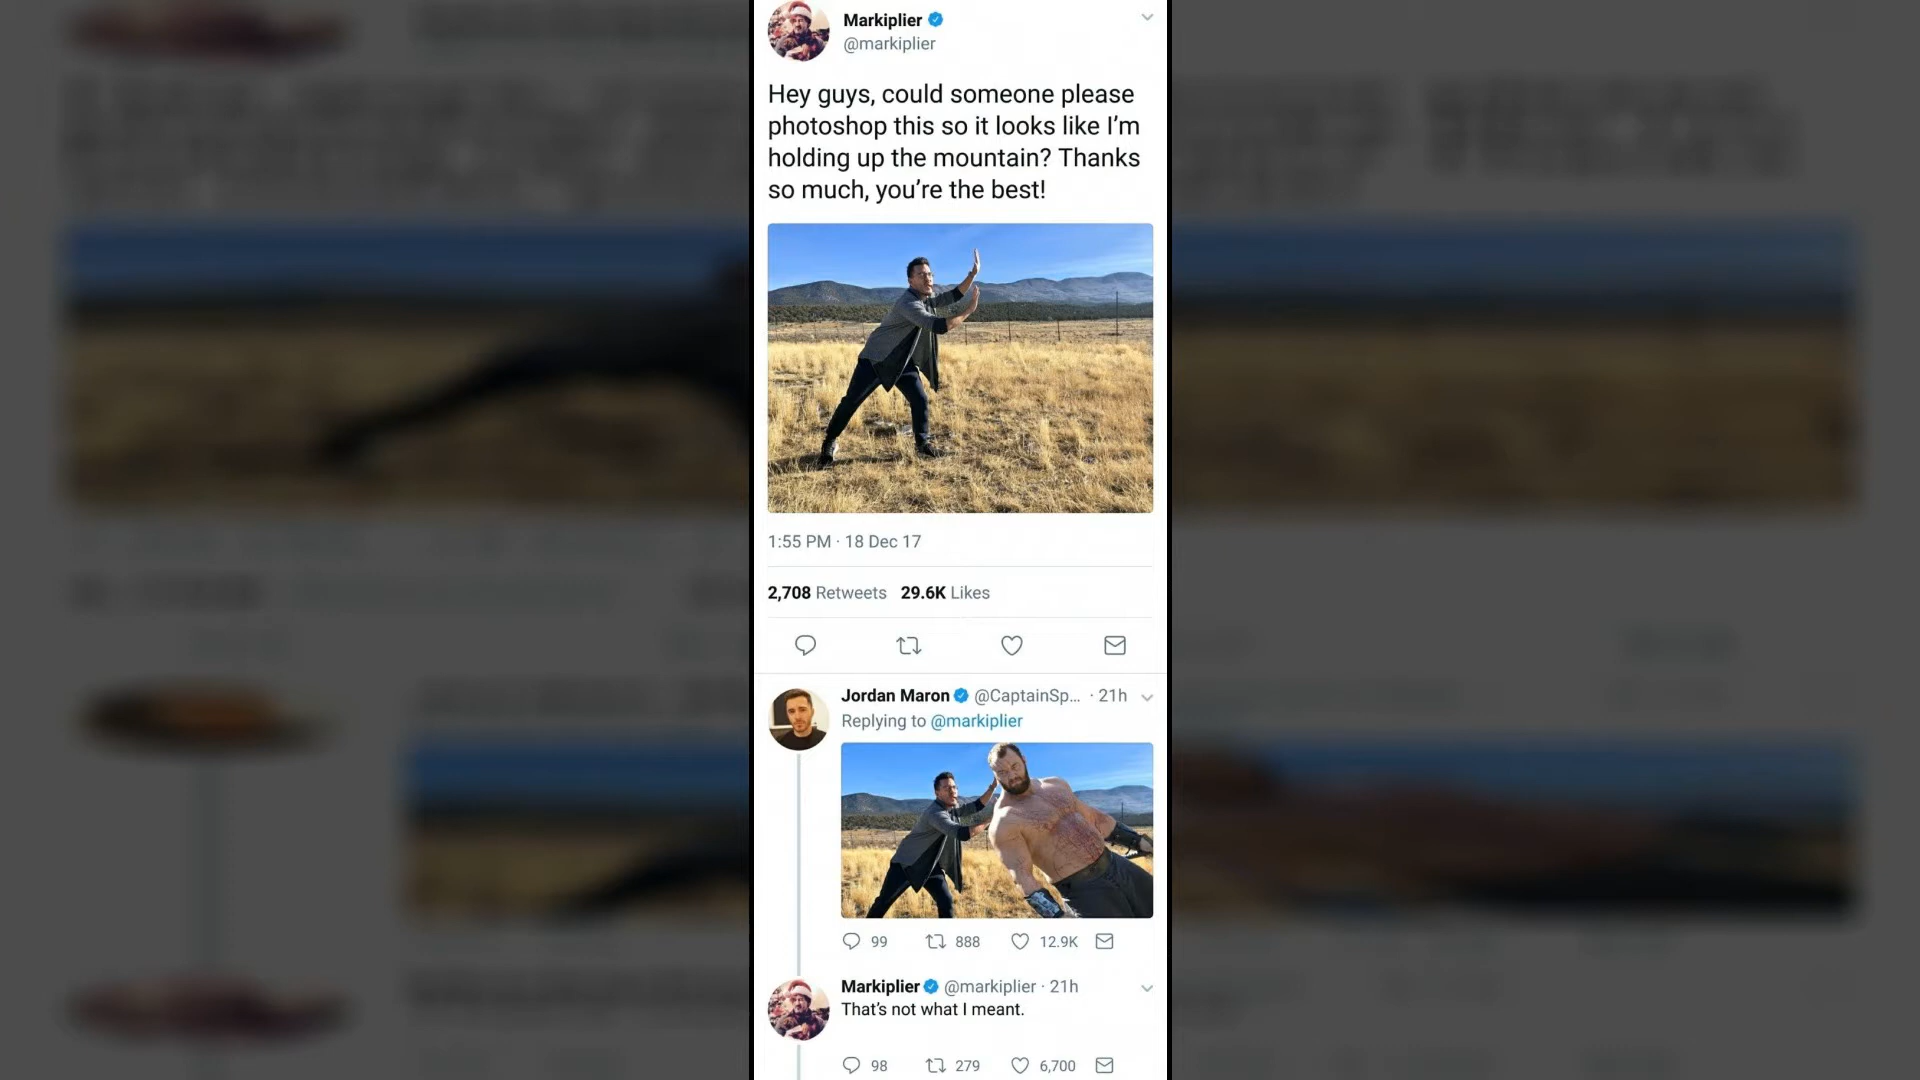 Markiplier
@markiplier
Hey guys, could someone please
photoshop this so it looks like I'm
holding up the mountain? Thanks
so much, you're the best!
1:55 PM · 18 Dec 17
2,708 Retweets 29.6K Likes
Jordan Maron @CaptainSp... · 21h
Replying to @markiplier
99 888 12.9K
Markiplier @markiplier · 21h
That's not what I meant.
98 279 6,700